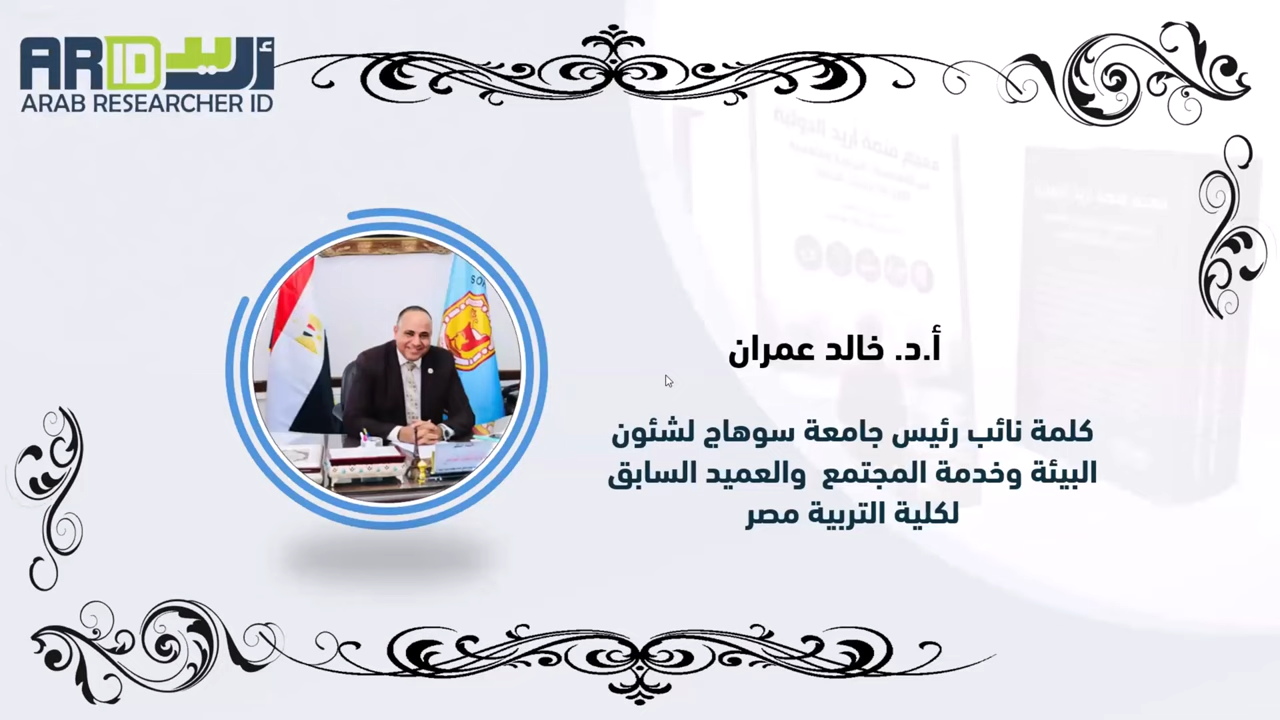 أريد
ARID
ARAB RESEARCHER ID
أ.د. خالد عمران
كلمة نائب رئيس جامعة سوهاج لشئون
البيئة وخدمة المجتمع والعميد السابق
لكلية التربية مصر